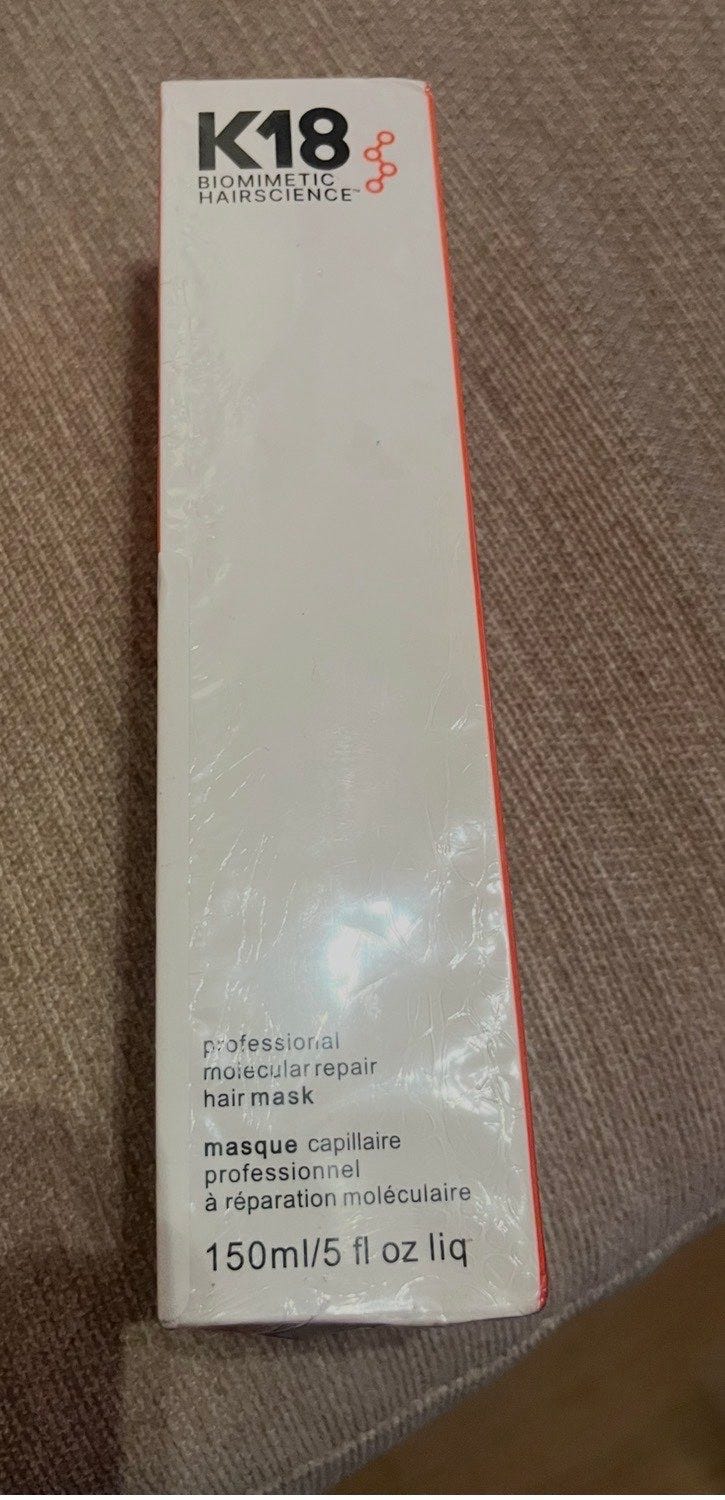 K18
BIOMIMETIC
HAIRSCIENCE™
professional
molecular repair
hair mask
masque capillaire
professionnel
à réparation moléculaire
150ml/5 fl oz liq